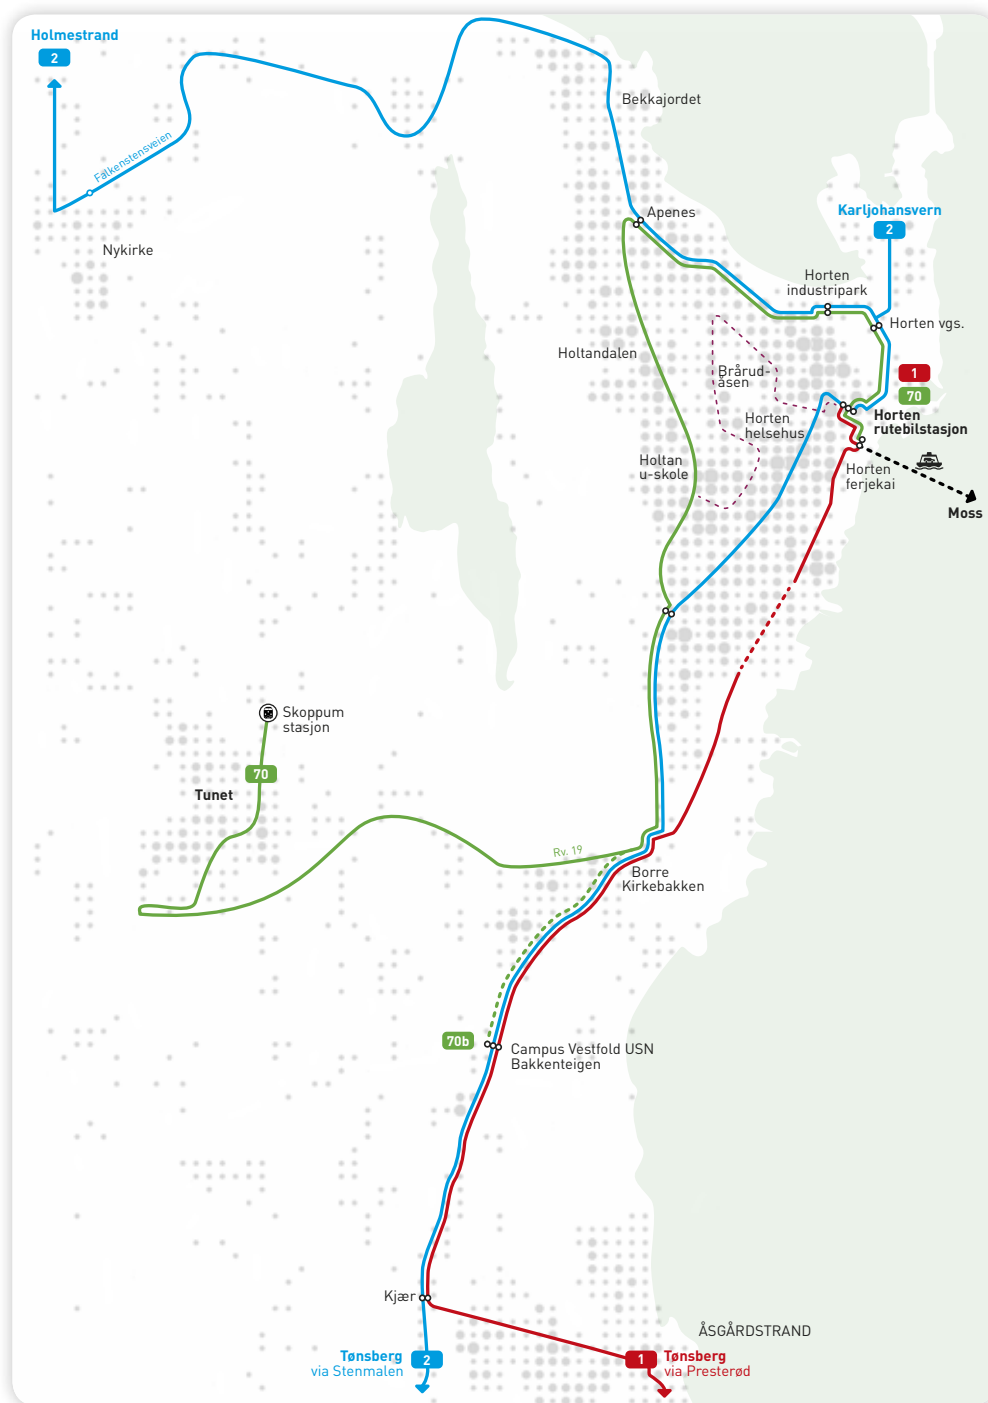 Holmestrand
2
Falkenstensveien
Nykirke
Bekkajordet
Apenes
Karljohansvern
2
Horten
industripark
Horten vgs.
Holtandalen
Brårud-
åsen
1
70
Horten
rutebilstasjon
Horten
helsehus
Holtan
u-skole
Horten
ferjekai
Moss
Skoppum
stasjon
70
Tunet
Rv. 19
Borre
Kirkebakken
70b
Campus Vestfold USN
Bakkenteigen
Kjær
ÅSGÅRDSTRAND
Tønsberg
via Stenmalen
2
1
Tønsberg
via Presterød